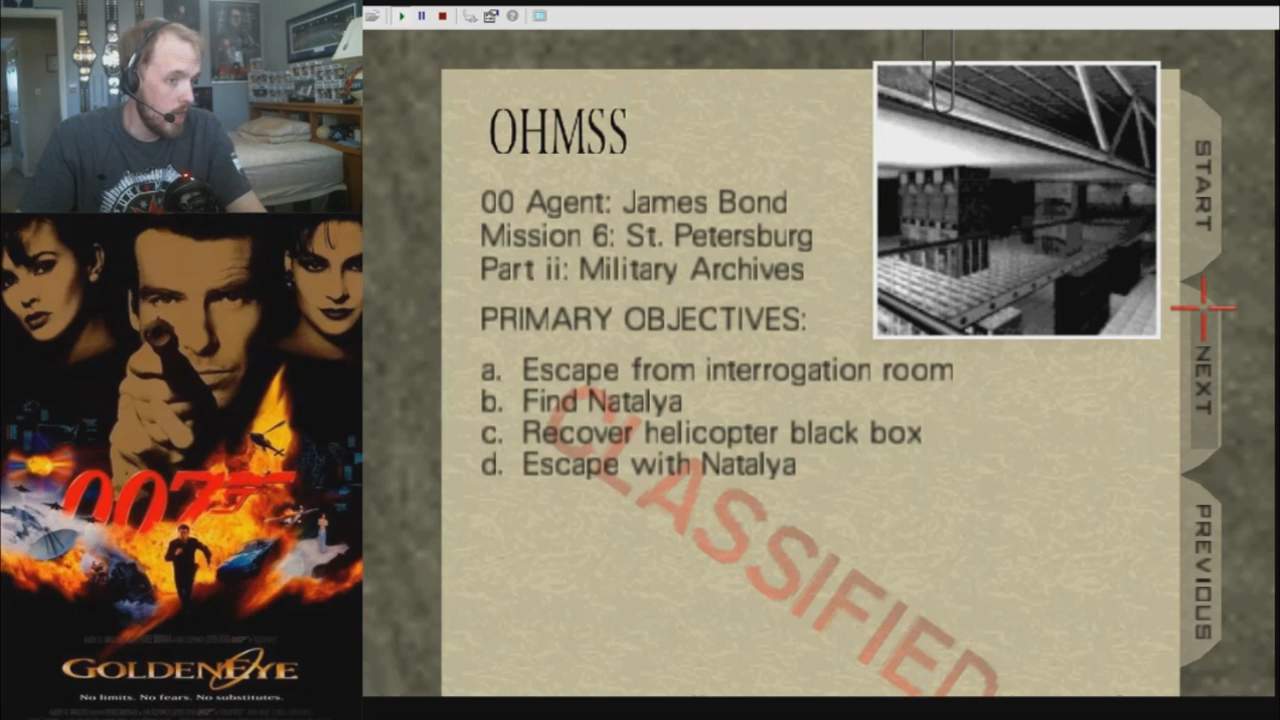 OHMSS
00 Agent: James Bond
Mission 6: St. Petersburg
Part ii: Military Archives
PRIMARY OBJECTIVES:
a. Escape from interrogation room
b. Find Natalya
c. Recover helicopter black box
d. Escape with Natalya
CLASSIFIED
START
NEXT
PREVIOUS
007
GOLDENEYE
No limits. No fears. No substitutes.